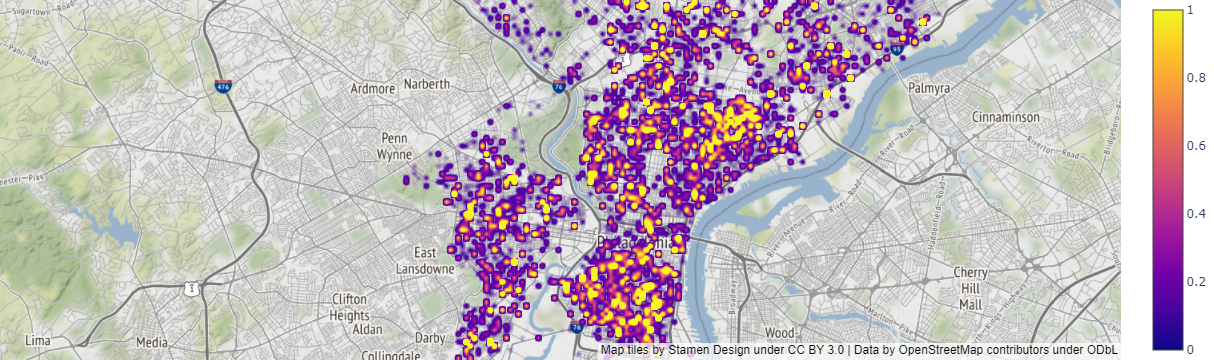 Sugartown
Paoli-Road
476
Ardmore
Narberth
76
95
Palmyra
Cinnaminson
River-Road
Riverton-Road
Penn
Wynne
nester-Pike
River-Road
River-Avenue
Haddonfield-Road
East
Lansdowne
Philadelphia
1
Clifton
Heights
Aldan
Broadway
Cherry
Hill
Mall
Kings-Highway
Marlton-Pike
76
Lima
Media
Darby
Collingdale
Wood-
Map tiles by Stamen Design under CC BY 3.0 | Data by OpenStreetMap contributors under ODbL
1
0.8
0.6
0.4
0.2
0